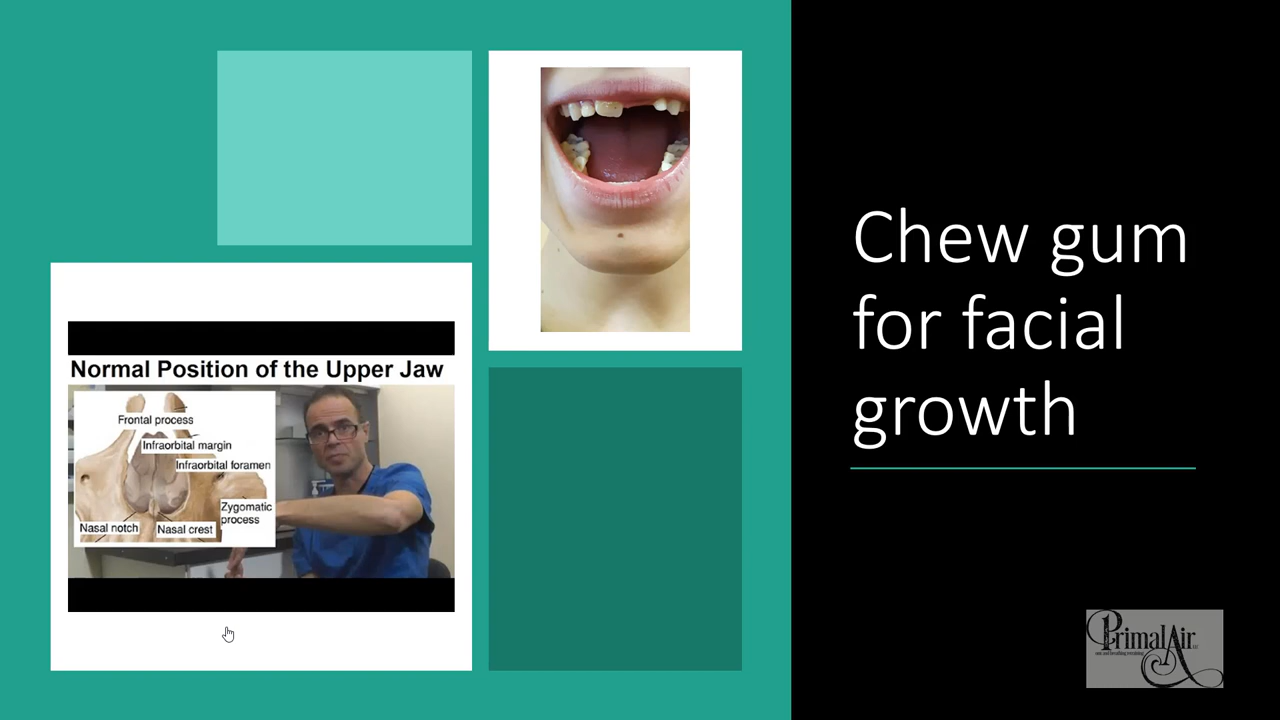 Normal Position of the Upper Jaw
Frontal process
Infraorbital margin
Infraorbital foramen
Zygomatic
process
Nasal notch
Nasal crest
Chew gum
for facial
growth
PrimalAir